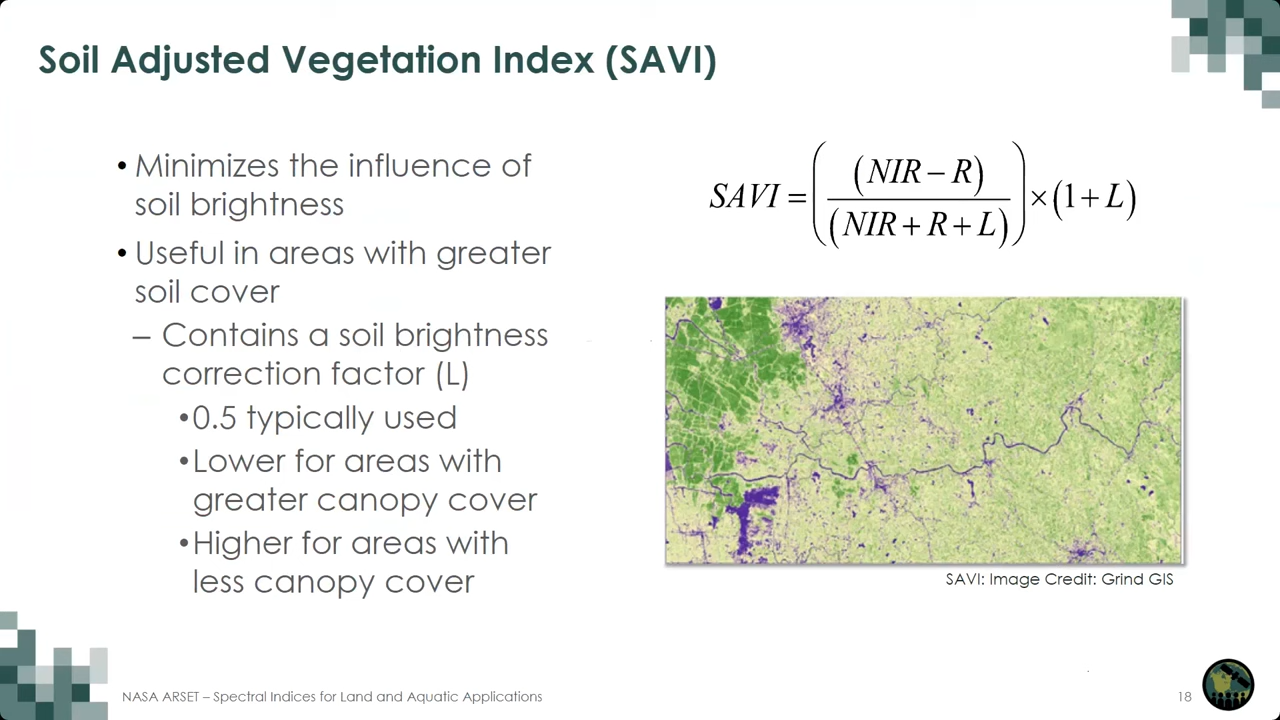 Soil Adjusted Vegetation Index (SAVI)
• Minimizes the influence of
soil brightness
• Useful in areas with greater
soil cover
– Contains a soil brightness
correction factor (L)
•0.5 typically used
•Lower for areas with
greater canopy cover
•Higher for areas with
less canopy cover
SAVI = ( (NIR − R) / (NIR + R + L) ) × (1 + L)
SAVI: Image Credit: Grind GIS
NASA ARSET – Spectral Indices for Land and Aquatic Applications
18